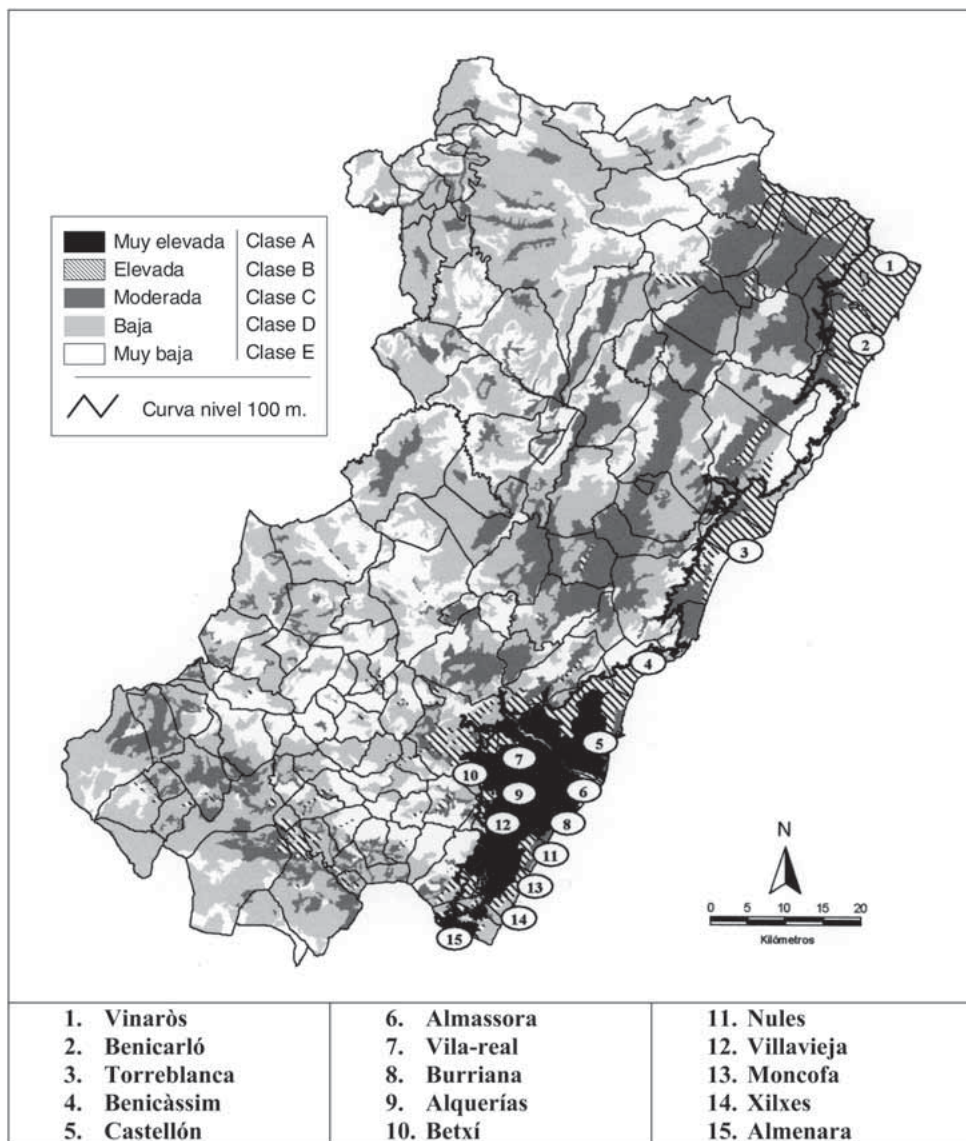 Muy elevada Clase A
Elevada Clase B
Moderada Clase C
Baja Clase D
Muy baja Clase E
Curva nivel 100 m.
1
2
3
4
5
7
10
6
9
12
8
11
13
14
15
N
0 5 10 15 20
Kilómetros
1. Vinaròs
2. Benicarló
3. Torreblanca
4. Benicàssim
5. Castellón
6. Almassora
7. Vila-real
8. Burriana
9. Alquerías
10. Betxí
11. Nules
12. Villavieja
13. Moncofa
14. Xilxes
15. Almenara